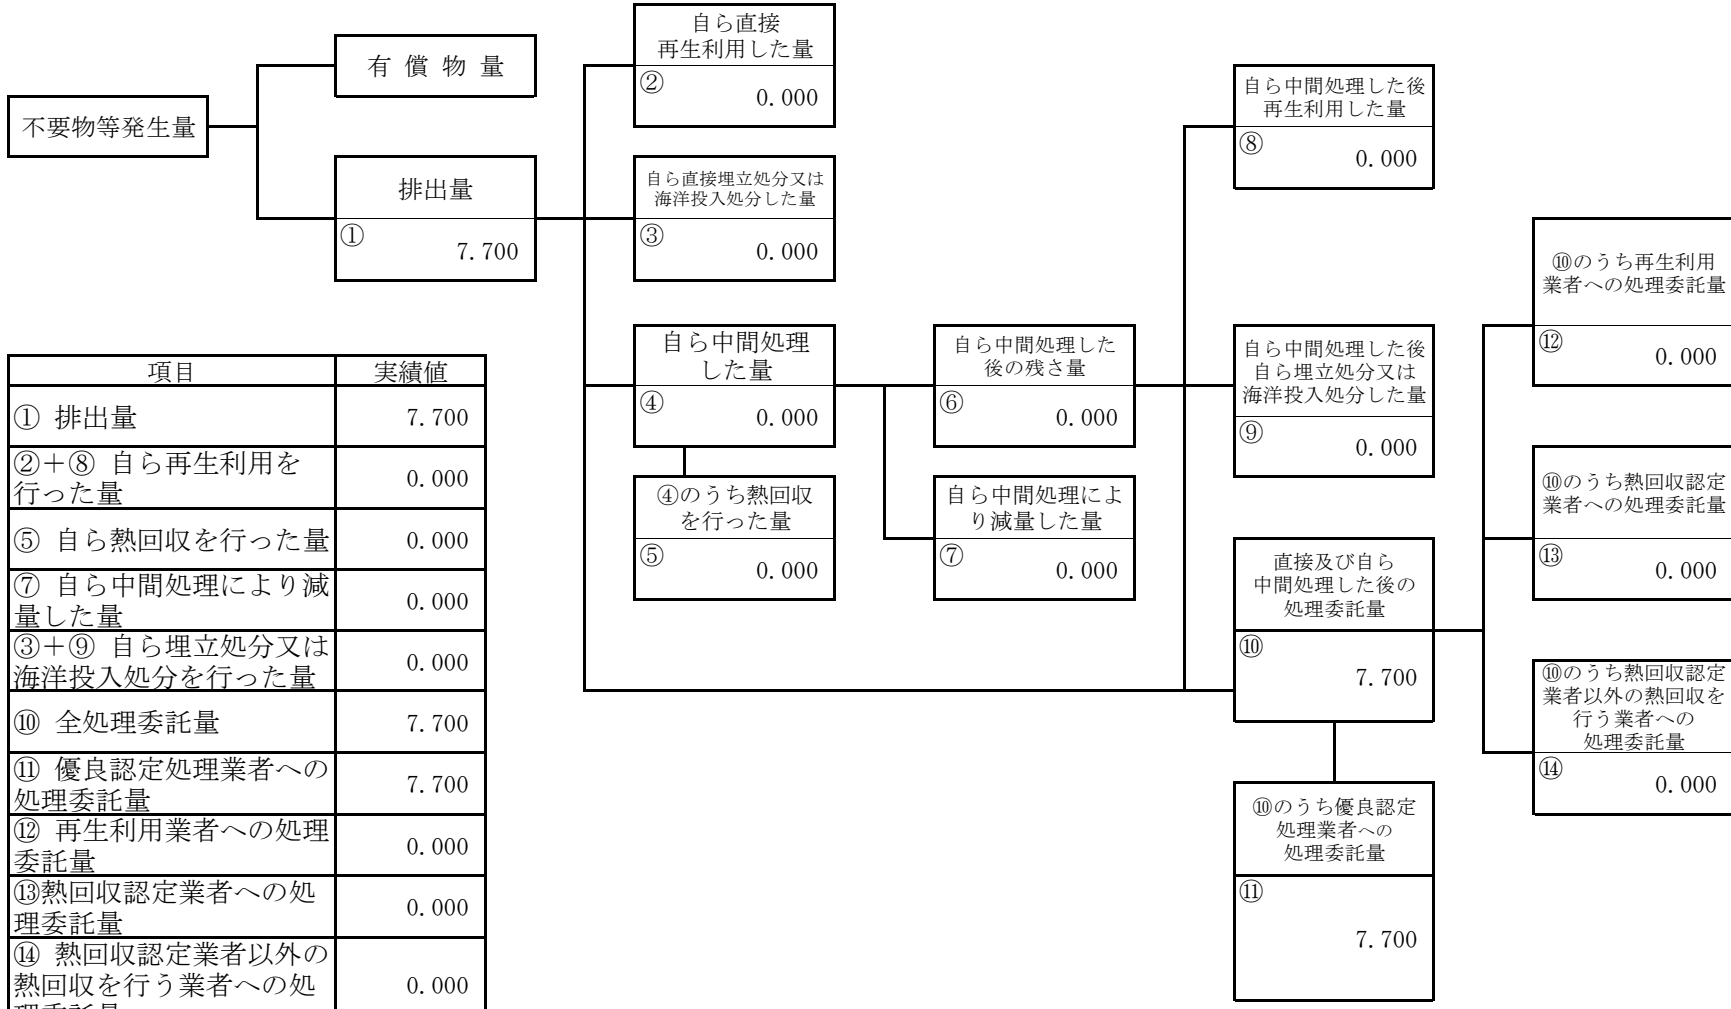 不要物等発生量
有 償 物 量
排出量
①
7.700
自ら直接
再生利用した量
②
0.000
自ら直接埋立処分又は
海洋投入処分した量
③
0.000
自ら中間処理
した量
④
0.000
④のうち熱回収
を行った量
⑤
0.000
自ら中間処理した
後の残さ量
⑥
0.000
自ら中間処理によ
り減量した量
⑦
0.000
自ら中間処理した後
再生利用した量
⑧
0.000
自ら中間処理した後
自ら埋立処分又は
海洋投入処分した量
⑨
0.000
直接及び自ら
中間処理した後の
処理委託量
⑩
7.700
⑩のうち優良認定
処理業者への
処理委託量
⑪
7.700
⑩のうち再生利用
業者への処理委託量
⑫
0.000
⑩のうち熱回収認定
業者への処理委託量
⑬
0.000
⑩のうち熱回収認定
業者以外の熱回収を
行う業者への
処理委託量
⑭
0.000
項目 実績値
① 排出量 7.700
②+⑧ 自ら再生利用を
行った量 0.000
⑤ 自ら熱回収を行った量 0.000
⑦ 自ら中間処理により減
量した量 0.000
③+⑨ 自ら埋立処分又は
海洋投入処分を行った量 0.000
⑩ 全処理委託量 7.700
⑪ 優良認定処理業者への
処理委託量 7.700
⑫ 再生利用業者への処理
委託量 0.000
⑬熱回収認定業者への処
理委託量 0.000
⑭ 熱回収認定業者以外の
熱回収を行う業者への処 0.000